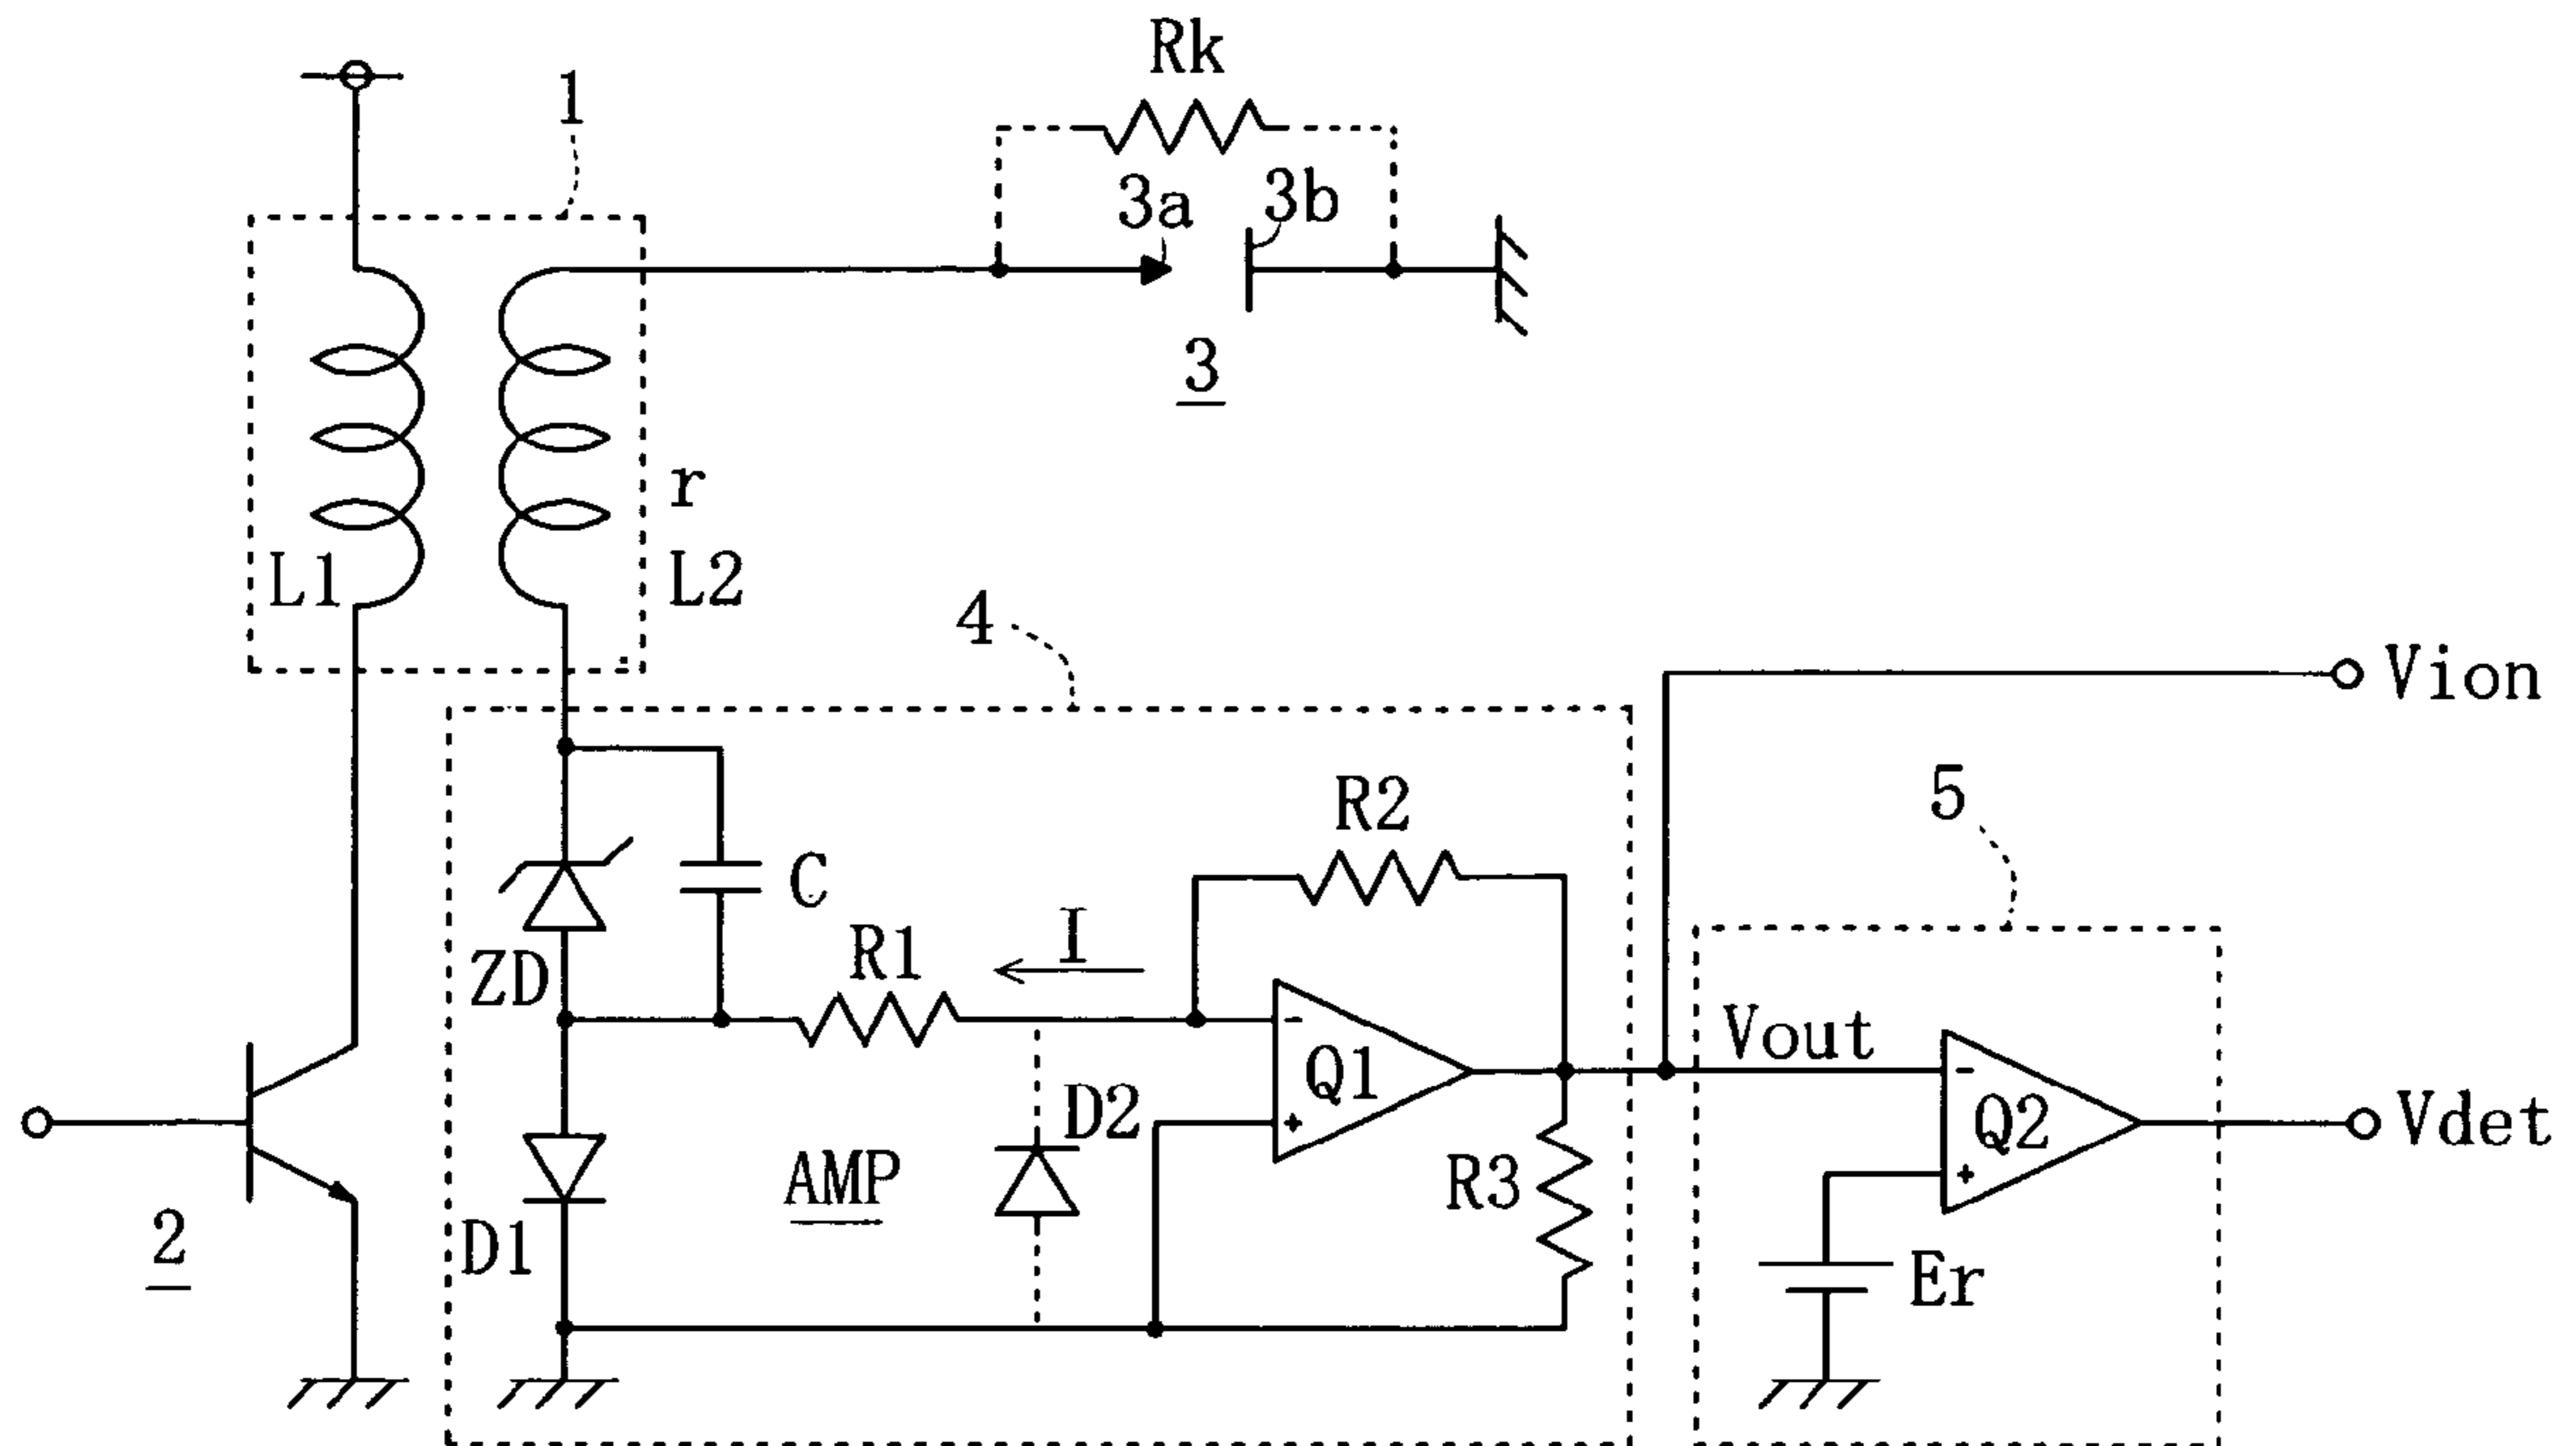 Rk
1
3a
3b
3
r
L1
L2
4
Vion
5
R2
C
I
R1
ZD
Vout
-
-
Q1
D2
+
Q2
Vdet
+
AMP
R3
2
D1
Er